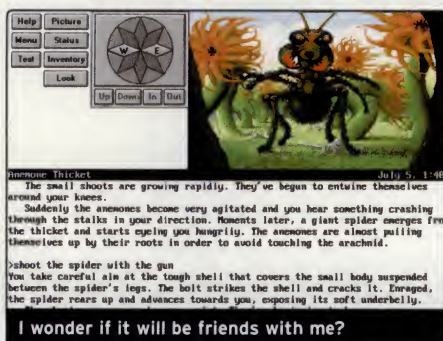 Help Picture
Menu Status
Text Inventory
Look
W E
Up Down In Out
Anemone Thicket July 5, 1:4
The small shoots are growing rapidly. They've begun to entwine themselves
around your knees.
Suddenly the anemones become very agitated and you hear something crashing
through the stalks in your direction. Moments later, a giant spider emerges fr
the thicket and starts eyeing you hungrily. The anemones are almost pulling
themselves up by their roots in order to avoid touching the arachnid.
>shoot the spider with the gun
You take careful aim at the tough shell that covers the small body suspended
between the spider's legs. The bolt strikes the shell and cracks it. Enraged,
the spider rears up and advances towards you, exposing its soft underbelly.
I wonder if it will be friends with me?